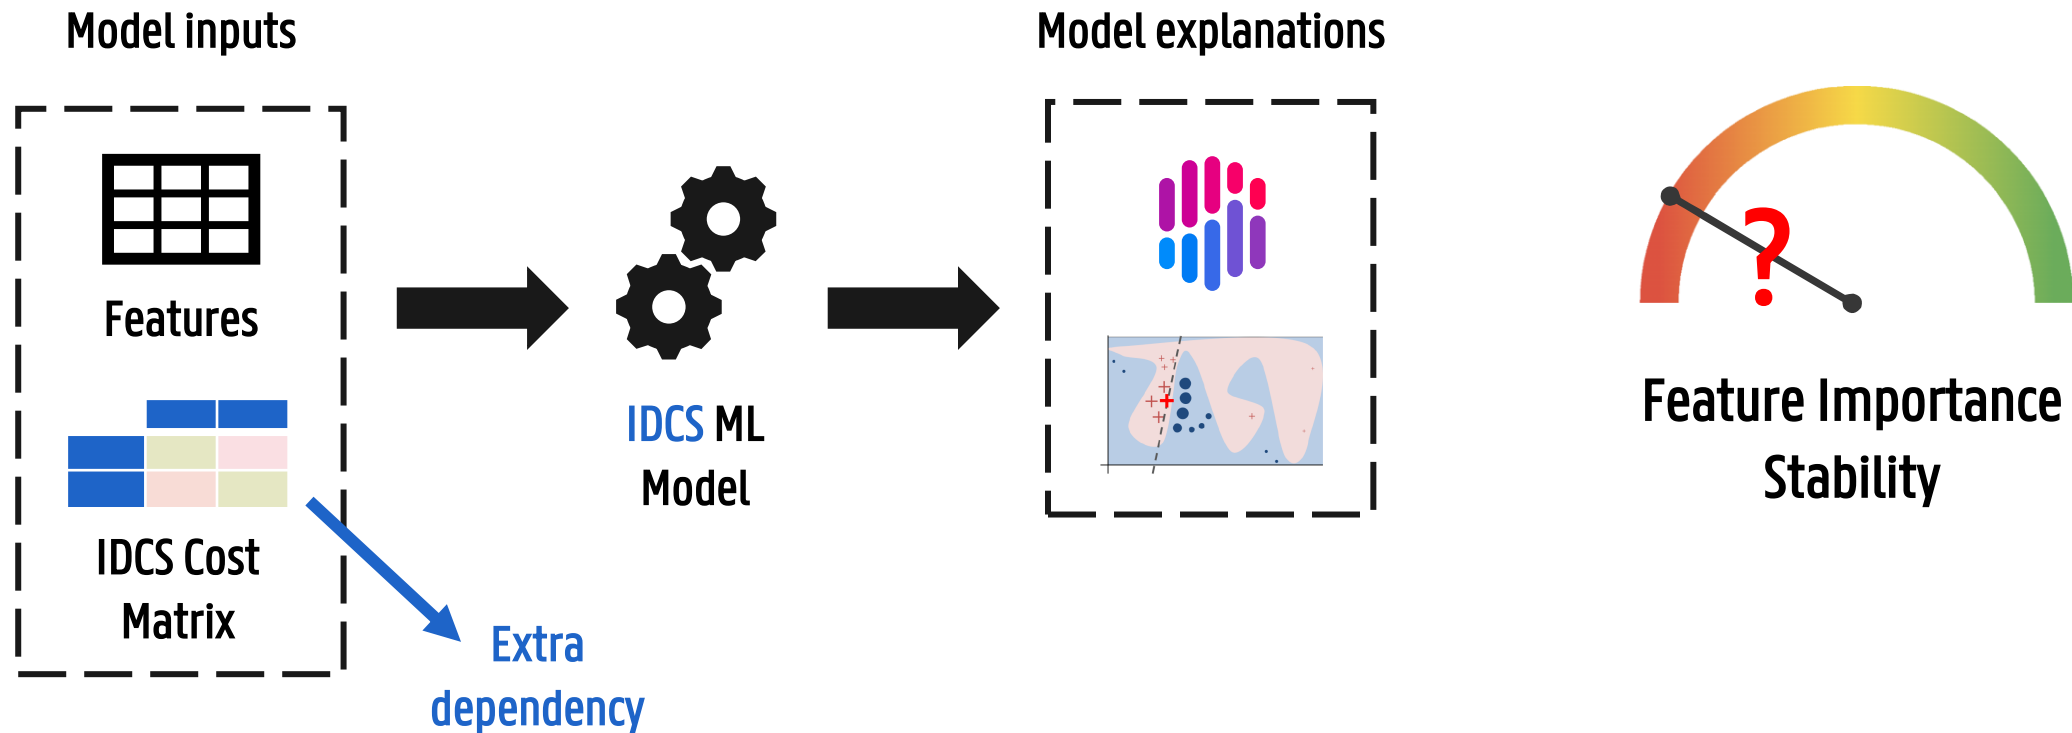 Model inputs
Features
IDCS Cost
Matrix
Extra
dependency
IDCS ML
Model
Model explanations
?
Feature Importance
Stability